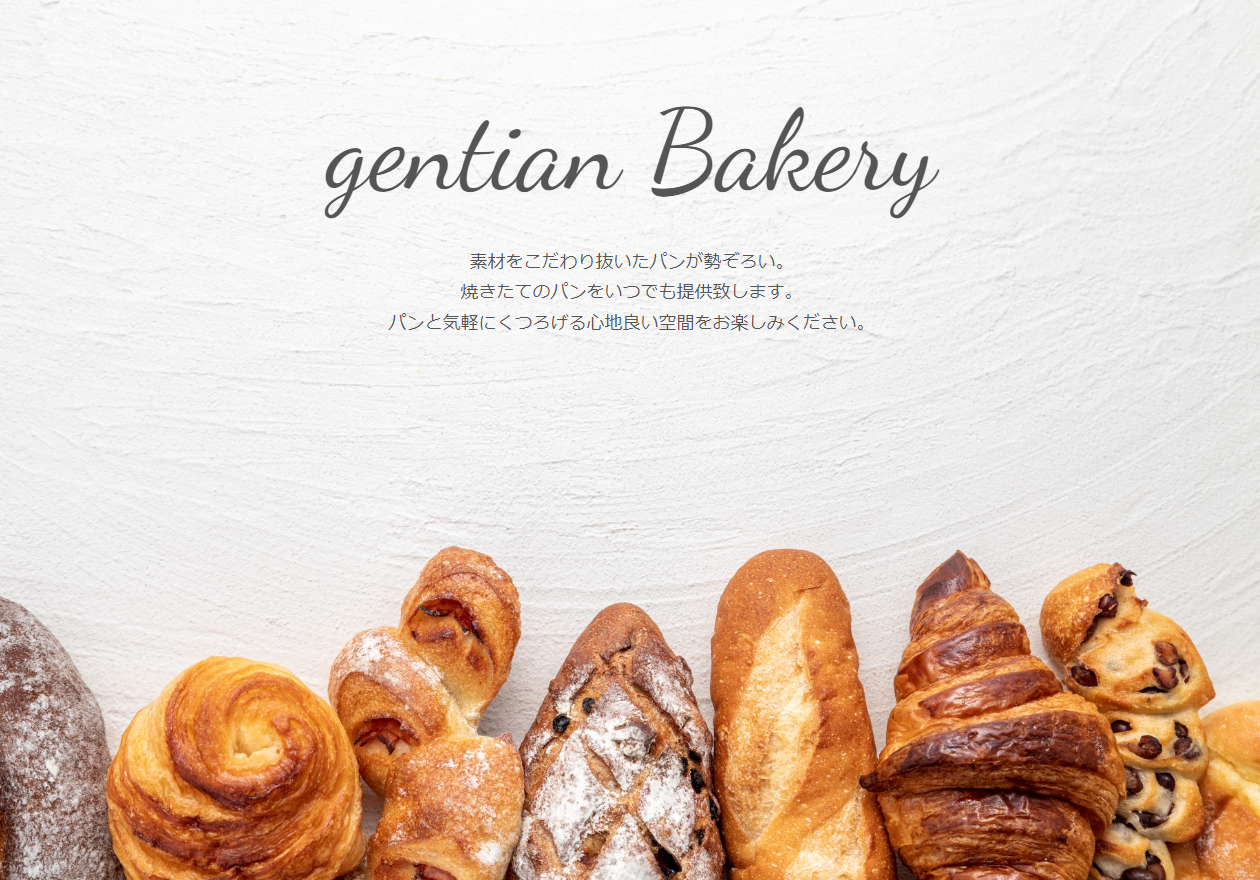 gentian Bakery
素材をこだわり抜いたパンが勢ぞろい。
焼きたてのパンをいつでも提供致します。
パンと気軽にくつろげる心地良い空間をお楽しみください。